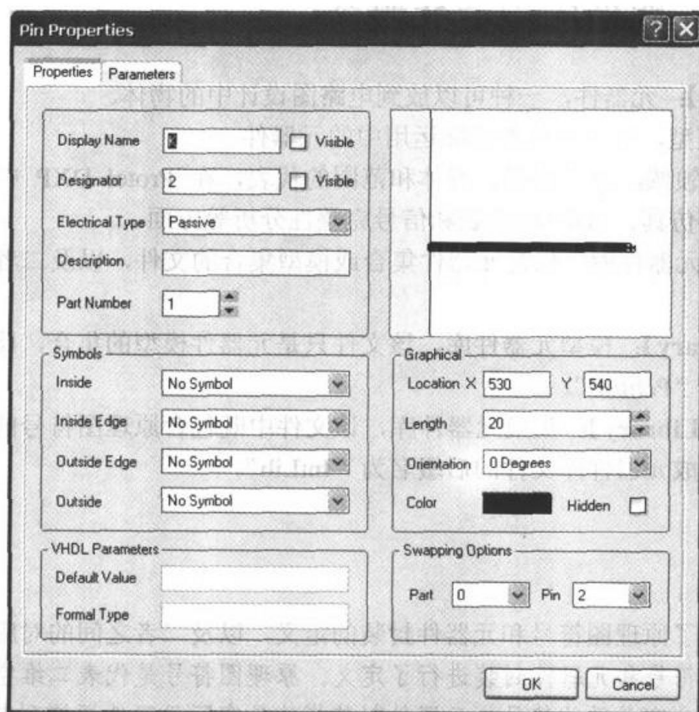 Pin Properties
Properties Parameters
Display Name Visible
Designator 2 Visible
Electrical Type Passive
Description
Part Number 1
Symbols
Inside No Symbol
Inside Edge No Symbol
Outside Edge No Symbol
Outside No Symbol
Graphical
Location X 530 Y 540
Length 20
Orientation 0 Degrees
Color Hidden
VHDL Parameters
Default Value
Formal Type
Swapping Options
Part 0 Pin 2
OK Cancel